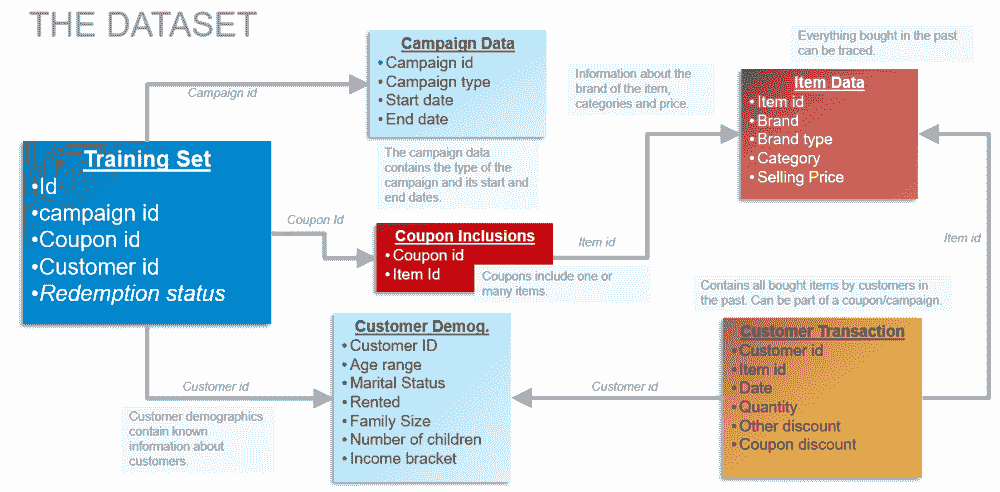 THE DATASET
Campaign id
Campaign Data
•Campaign id
•Campaign type
•Start date
•End date
The campaign data
contains the type of the
campaign and its start and
end dates.
Information about the
brand of the item,
categories and price.
Everything bought in the past
can be traced.
Item Data
•Item id
•Brand
•Brand type
•Category
•Selling Price
Training Set
•Id
•campaign id
•Coupon id
•Customer id
•Redemption status
Coupon Id
Coupon Inclusions
•Coupon id
•Item Id
Coupons include one or
many items.
Item id
Item id
Contains all bought items by customers in
the past. Can be part of a coupon/campaign.
Customer id
Customer demographics
contain known
information about
customers.
Customer Demog.
•Customer ID
•Age range
•Marital Status
•Rented
•Family Size
•Number of children
•Income bracket
Customer id
Customer Transaction
•Customer id
•Item id
•Date
•Quantity
•Other discount
•Coupon discount